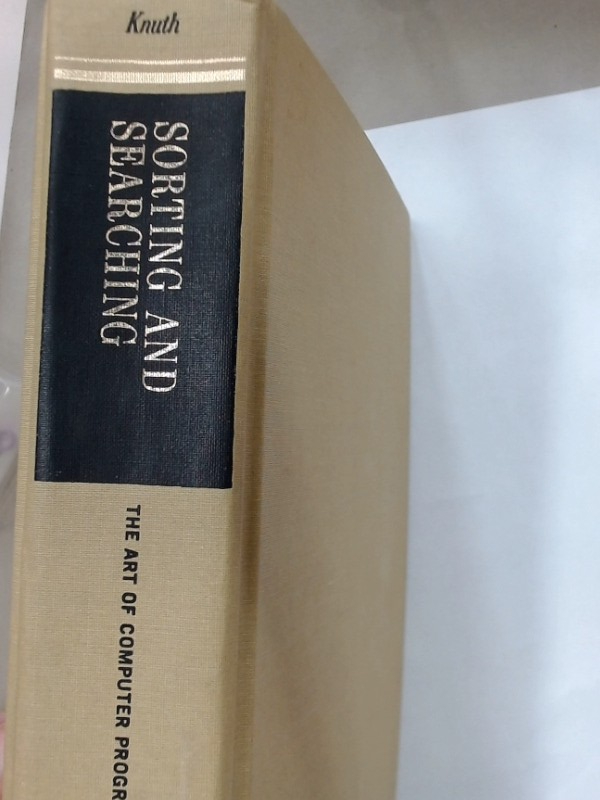 Knuth
SORTING AND
SEARCHING
THE ART OF COMPUTER PROGR